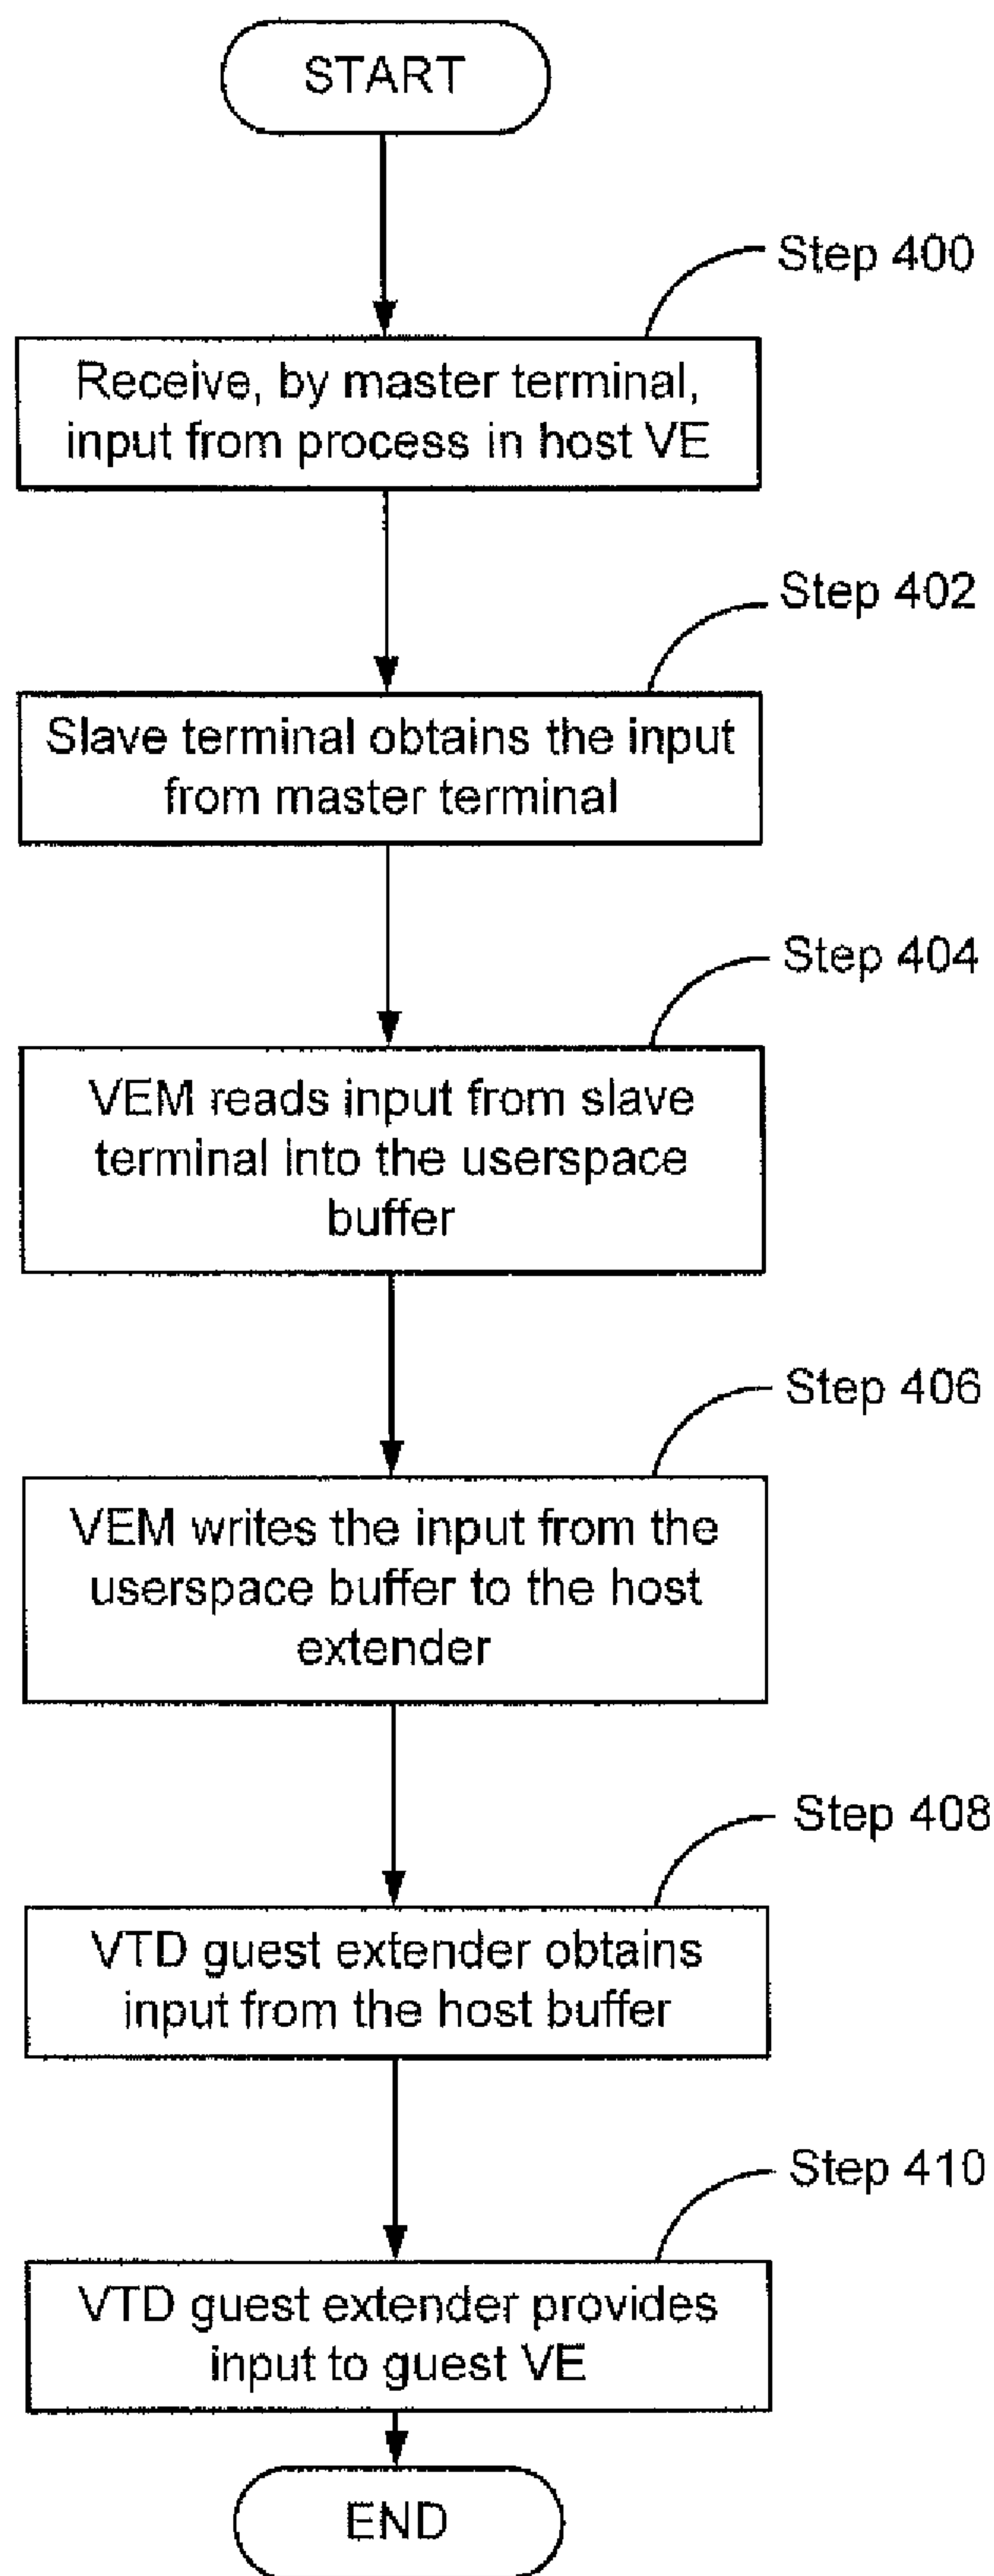 START
Step 400
Receive, by master terminal,
input from process in host VE
Step 402
Slave terminal obtains the input
from master terminal
Step 404
VEM reads input from slave
terminal into the userspace
buffer
Step 406
VEM writes the input from the
userspace buffer to the host
extender
Step 408
VTD guest extender obtains
input from the host buffer
Step 410
VTD guest extender provides
input to guest VE
END